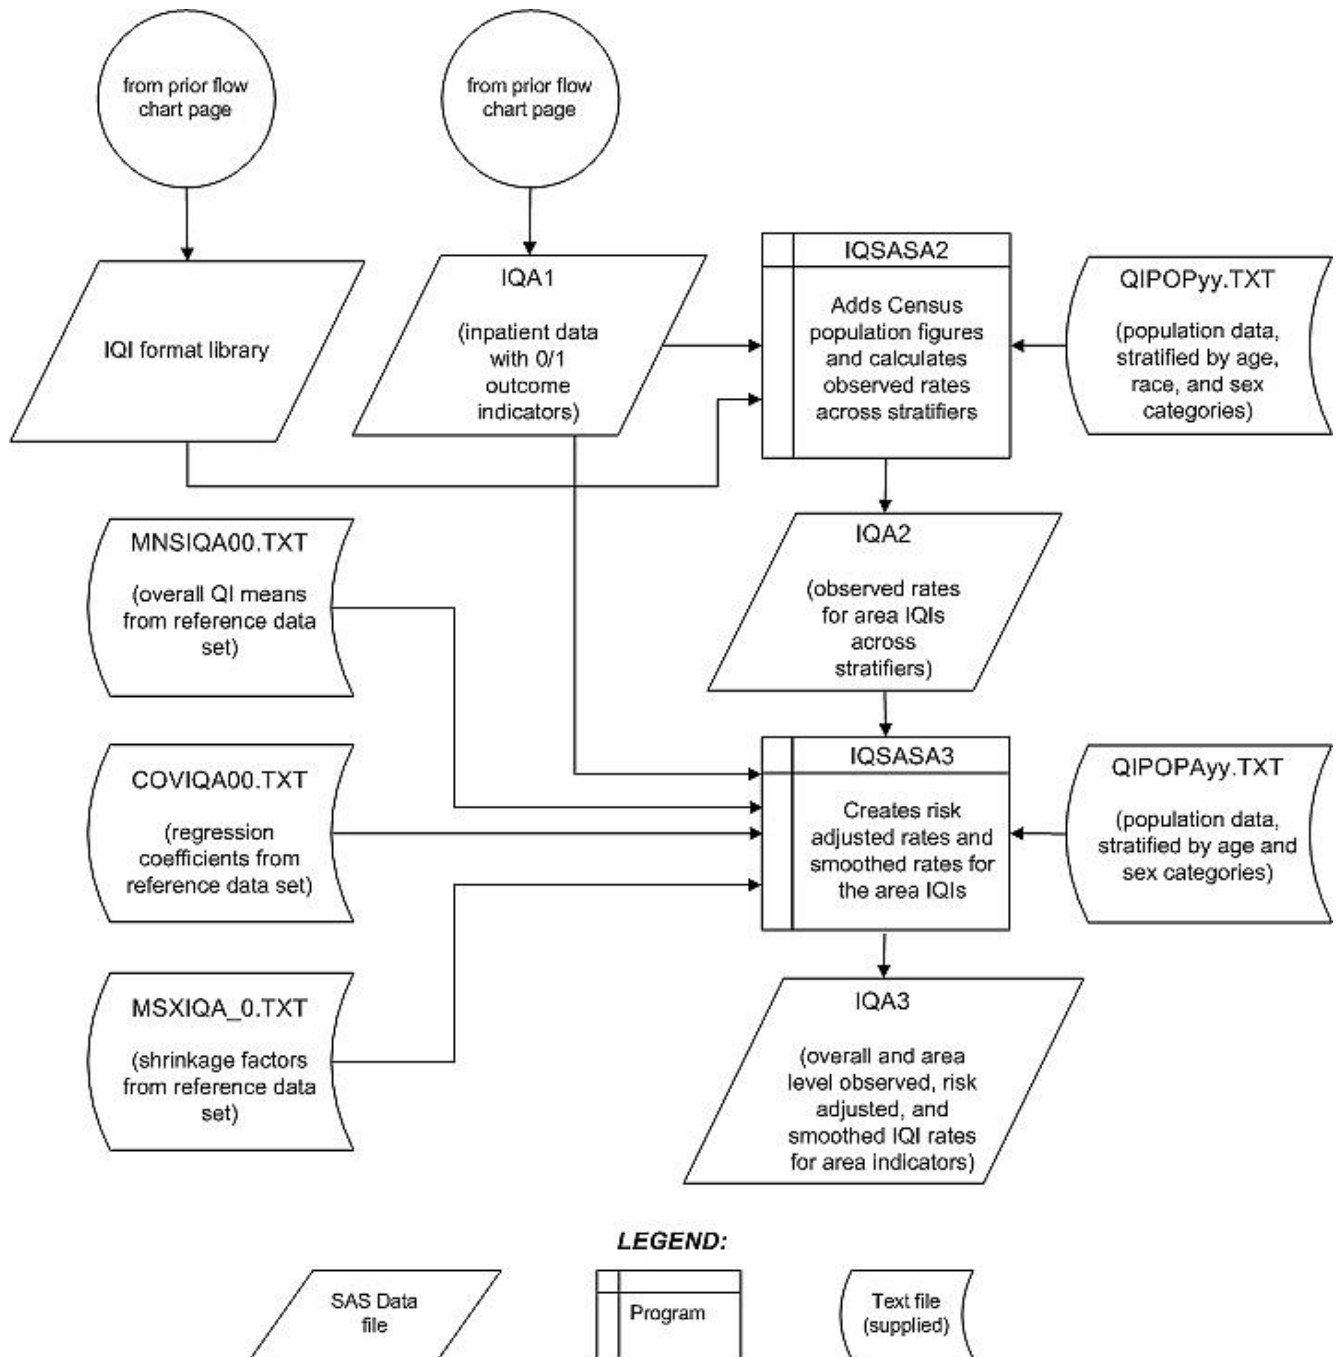 from prior flow
chart page
from prior flow
chart page
IQI format library
IQA1
(inpatient data
with 0/1
outcome
indicators)
IQSASA2
Adds Census
population figures
and calculates
observed rates
across stratifiers
QIPOPyy.TXT
(population data,
stratified by age,
race, and sex
categories)
MNSIQA00.TXT
(overall QI means
from reference data
set)
IQA2
(observed rates
for area IQIs
across
stratifiers)
COVIQA00.TXT
(regression
coefficients from
reference data set)
IQSASA3
Creates risk
adjusted rates and
smoothed rates for
the area IQIs
QIPOPAyy.TXT
(population data,
stratified by age and
sex categories)
MSXIQA_0.TXT
(shrinkage factors
from reference data
set)
IQA3
(overall and area
level observed, risk
adjusted, and
smoothed IQI rates
for area indicators)
LEGEND:
SAS Data
file
Program
Text file
(supplied)